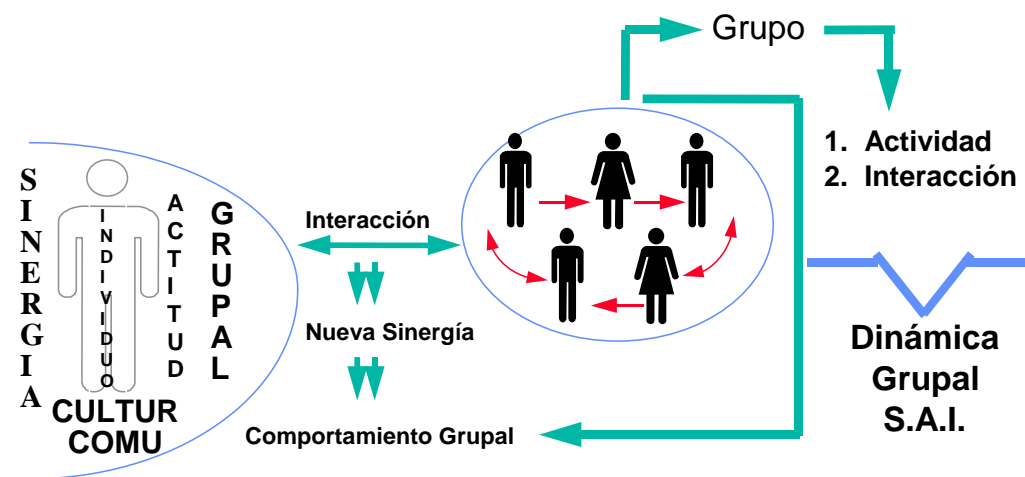 Grupo
1. Actividad
2. Interacción
SINERGIA
INDIVIDUO
ACTITUD
GRUPAL
CULTUR
COMU
Interacción
Nueva Sinergía
Comportamiento Grupal
Dinámica
Grupal
S.A.I.